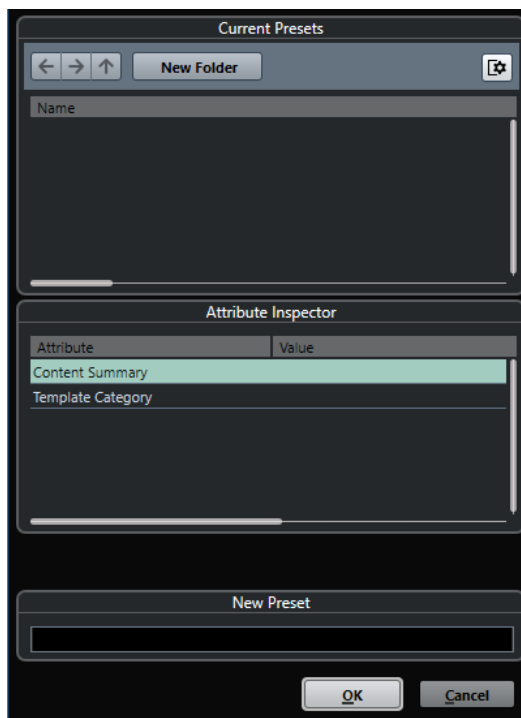 Current Presets
New Folder
Name
Attribute Inspector
Attribute Value
Content Summary
Template Category
New Preset
OK Cancel